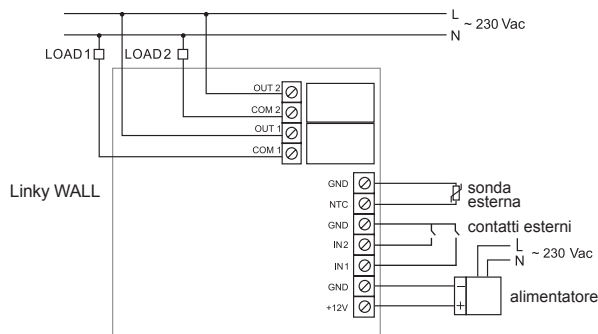 L
~ 230 Vac
N
LOAD1
LOAD2
OUT 2
COM 2
OUT 1
COM 1
Linky WALL
GND
NTC
GND
IN2
IN1
GND
+12V
sonda
esterna
contatti esterni
L
~ 230 Vac
N
–
+
alimentatore